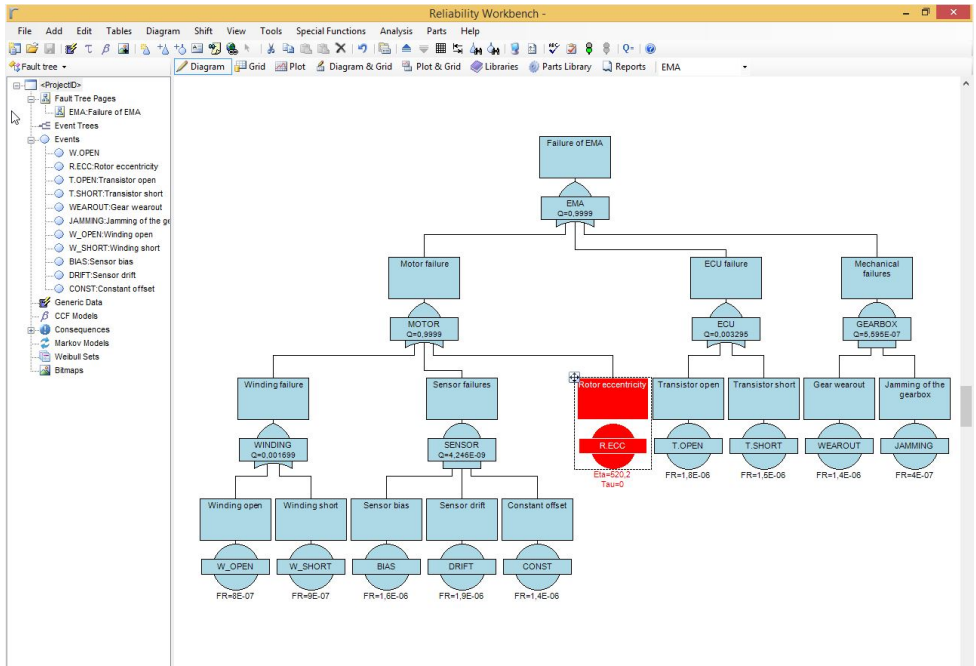 Reliability Workbench -
File Add Edit Tables Diagram Shift View Tools Special Functions Analysis Parts Help
Fault tree
Diagram Grid Plot Diagram & Grid Plot & Grid Libraries Parts Library Reports EMA
<ProjectID>
Fault Tree Pages
EMA:Failure of EMA
Event Trees
Events
W.OPEN
R.ECC:Rotor eccentricity
T.OPEN:Transistor open
T.SHORT:Transistor short
WEAROUT:Gear wearout
JAMMING:Jamming of the ge
W_OPEN:Winding open
W_SHORT:Winding short
BIAS:Sensor bias
DRIFT:Sensor drift
CONST:Constant offset
Generic Data
CCF Models
Consequences
Markov Models
Weibull Sets
Bitmaps
Failure of EMA
EMA
Q=0,9999
Motor failure
MOTOR
Q=0,9999
ECU failure
ECU
Q=0,003295
Mechanical
failures
GEARBOX
Q=5,595E-07
Winding failure
WINDING
Q=0,001699
Sensor failures
SENSOR
Q=4,246E-09
Rotor eccentricity
R.ECC
Eta=520,2
Tau=0
Transistor open
T.OPEN
FR=1,8E-06
Transistor short
T.SHORT
FR=1,5E-06
Gear wearout
WEAROUT
FR=1,4E-06
Jamming of the
gearbox
JAMMING
FR=4E-07
Winding open
W_OPEN
FR=8E-07
Winding short
W_SHORT
FR=9E-07
Sensor bias
BIAS
FR=1,6E-06
Sensor drift
DRIFT
FR=1,9E-06
Constant offset
CONST
FR=1,4E-06